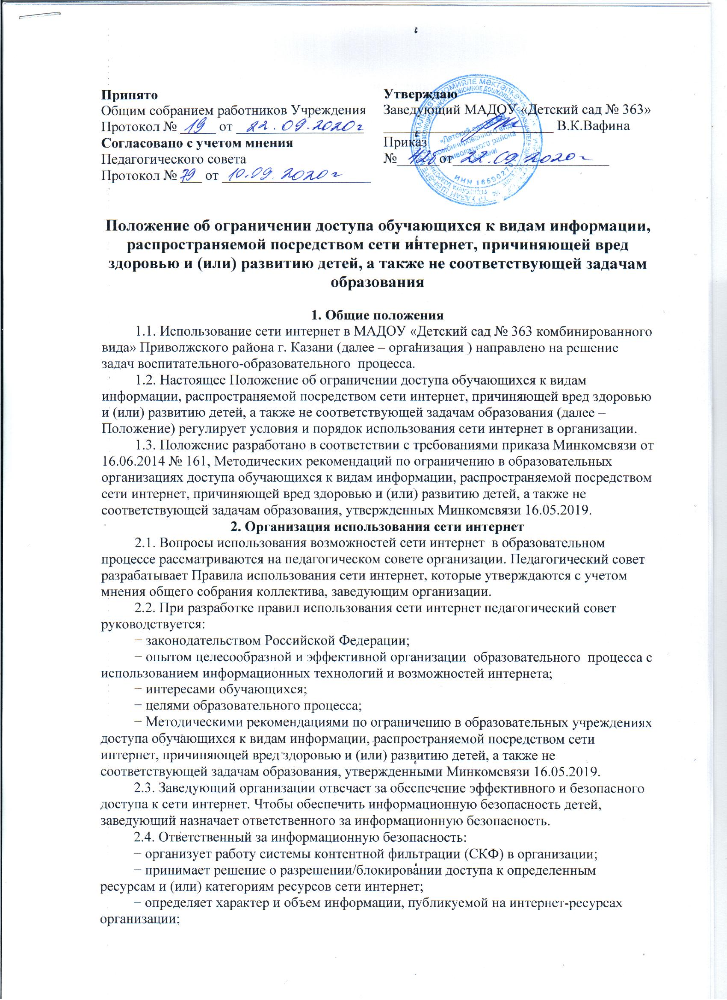 Принято
Общим собранием работников Учреждения
Протокол № 19 от 22.09.2020г
Согласовано с учетом мнения
Педагогического совета
Протокол № 79 от 10.09.2020г
Утверждаю
Заведующий МАДОУ «Детский сад № 363»
В.К.Вафина
Приказ
№ 428 от 22.09.2020г
«Детский сад № 363
комбинированного вида»
Приволжского района
г. Казани
Положение об ограничении доступа обучающихся к видам информации,
распространяемой посредством сети интернет, причиняющей вред
здоровью и (или) развитию детей, а также не соответствующей задачам
образования
1. Общие положения
1.1. Использование сети интернет в МАДОУ «Детский сад № 363 комбинированного
вида» Приволжского района г. Казани (далее – организация ) направлено на решение
задач воспитательного-образовательного процесса.
1.2. Настоящее Положение об ограничении доступа обучающихся к видам
информации, распространяемой посредством сети интернет, причиняющей вред здоровью
и (или) развитию детей, а также не соответствующей задачам образования (далее –
Положение) регулирует условия и порядок использования сети интернет в организации.
1.3. Положение разработано в соответствии с требованиями приказа Минкомсвязи от
16.06.2014 № 161, Методических рекомендаций по ограничению в образовательных
организациях доступа обучающихся к видам информации, распространяемой посредством
сети интернет, причиняющей вред здоровью и (или) развитию детей, а также не
соответствующей задачам образования, утвержденных Минкомсвязи 16.05.2019.
2. Организация использования сети интернет
2.1. Вопросы использования возможностей сети интернет в образовательном
процессе рассматриваются на педагогическом совете организации. Педагогический совет
разрабатывает Правила использования сети интернет, которые утверждаются с учетом
мнения общего собрания коллектива, заведующим организации.
2.2. При разработке правил использования сети интернет педагогический совет
руководствуется:
− законодательством Российской Федерации;
− опытом целесообразной и эффективной организации образовательного процесса с
использованием информационных технологий и возможностей интернета;
− интересами обучающихся;
− целями образовательного процесса;
− Методическими рекомендациями по ограничению в образовательных учреждениях
доступа обучающихся к видам информации, распространяемой посредством сети
интернет, причиняющей вред здоровью и (или) развитию детей, а также не
соответствующей задачам образования, утвержденными Минкомсвязи 16.05.2019.
2.3. Заведующий организации отвечает за обеспечение эффективного и безопасного
доступа к сети интернет. Чтобы обеспечить информационную безопасность детей,
заведующий назначает ответственного за информационную безопасность.
2.4. Ответственный за информационную безопасность:
− организует работу системы контентной фильтрации (СКФ) в организации;
− принимает решение о разрешении/блокировании доступа к определенным
ресурсам и (или) категориям ресурсов сети интернет;
− определяет характер и объем информации, публикуемой на интернет-ресурсах
организации;